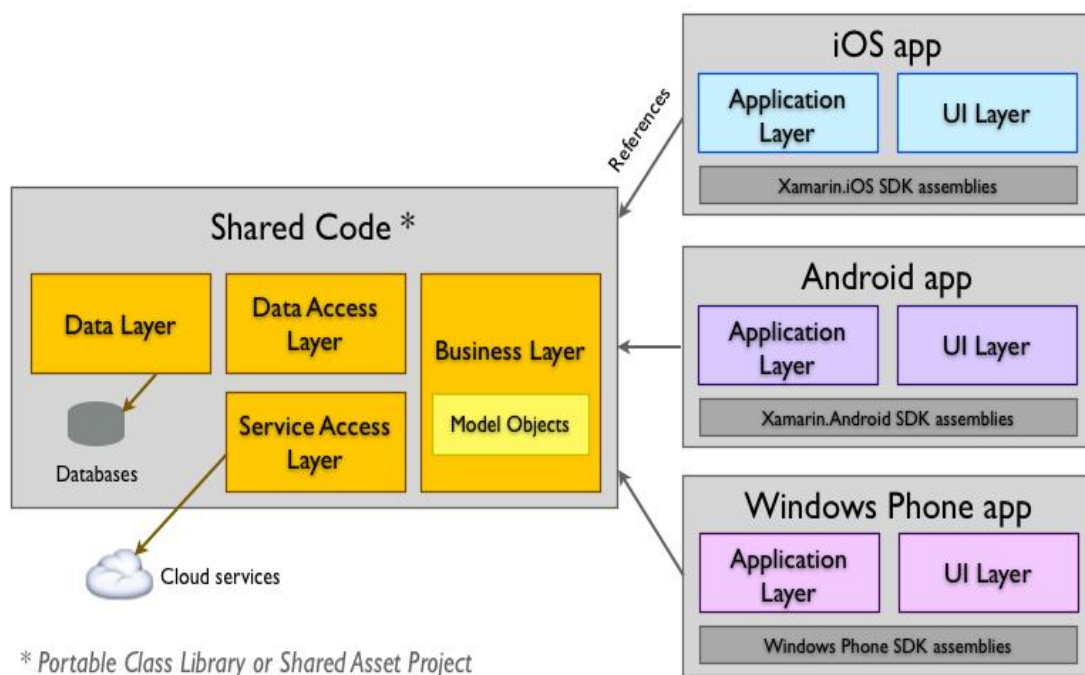 iOS app
Application
Layer
UI Layer
Xamarin.iOS SDK assemblies
References
Shared Code *
Data Layer
Data Access
Layer
Business Layer
Model Objects
Service Access
Layer
Databases
Cloud services
Android app
Application
Layer
UI Layer
Xamarin.Android SDK assemblies
Windows Phone app
Application
Layer
UI Layer
Windows Phone SDK assemblies
* Portable Class Library or Shared Asset Project